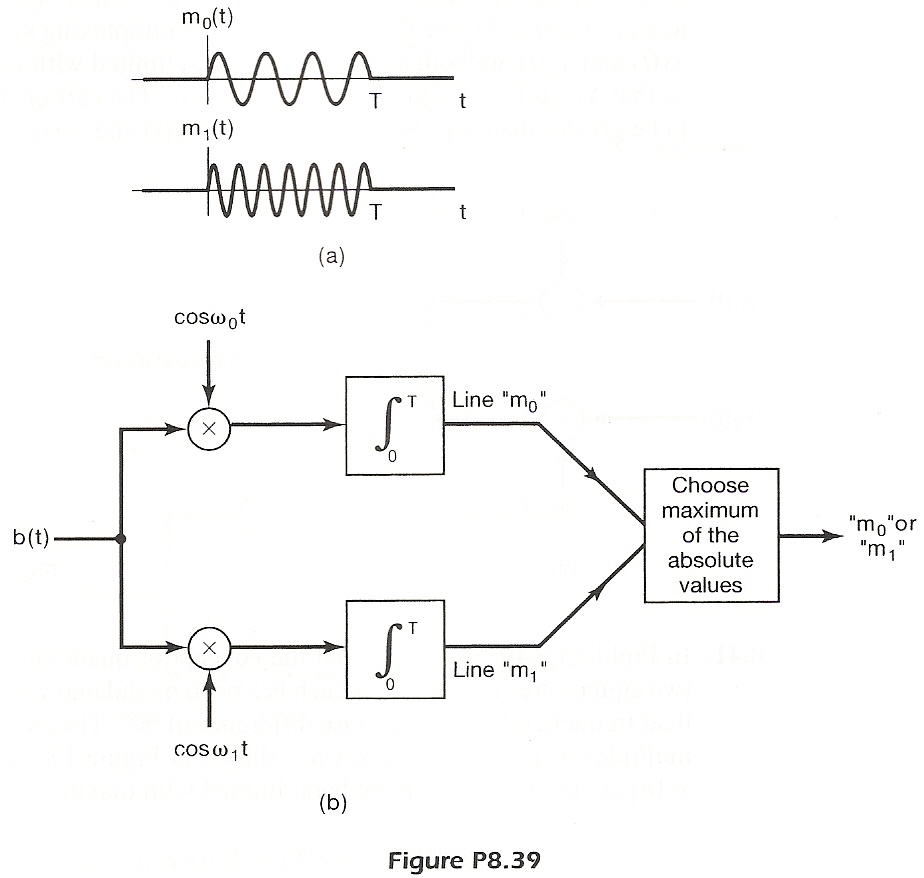 m₀(t)
T t
m₁(t)
T t
(a)
cosω₀t
×
∫₀ᵀ
Line "m₀"
b(t)
Choose
maximum
of the
absolute
values
"m₀"or
"m₁"
×
∫₀ᵀ
Line "m₁"
cosω₁t
(b)
Figure P8.39